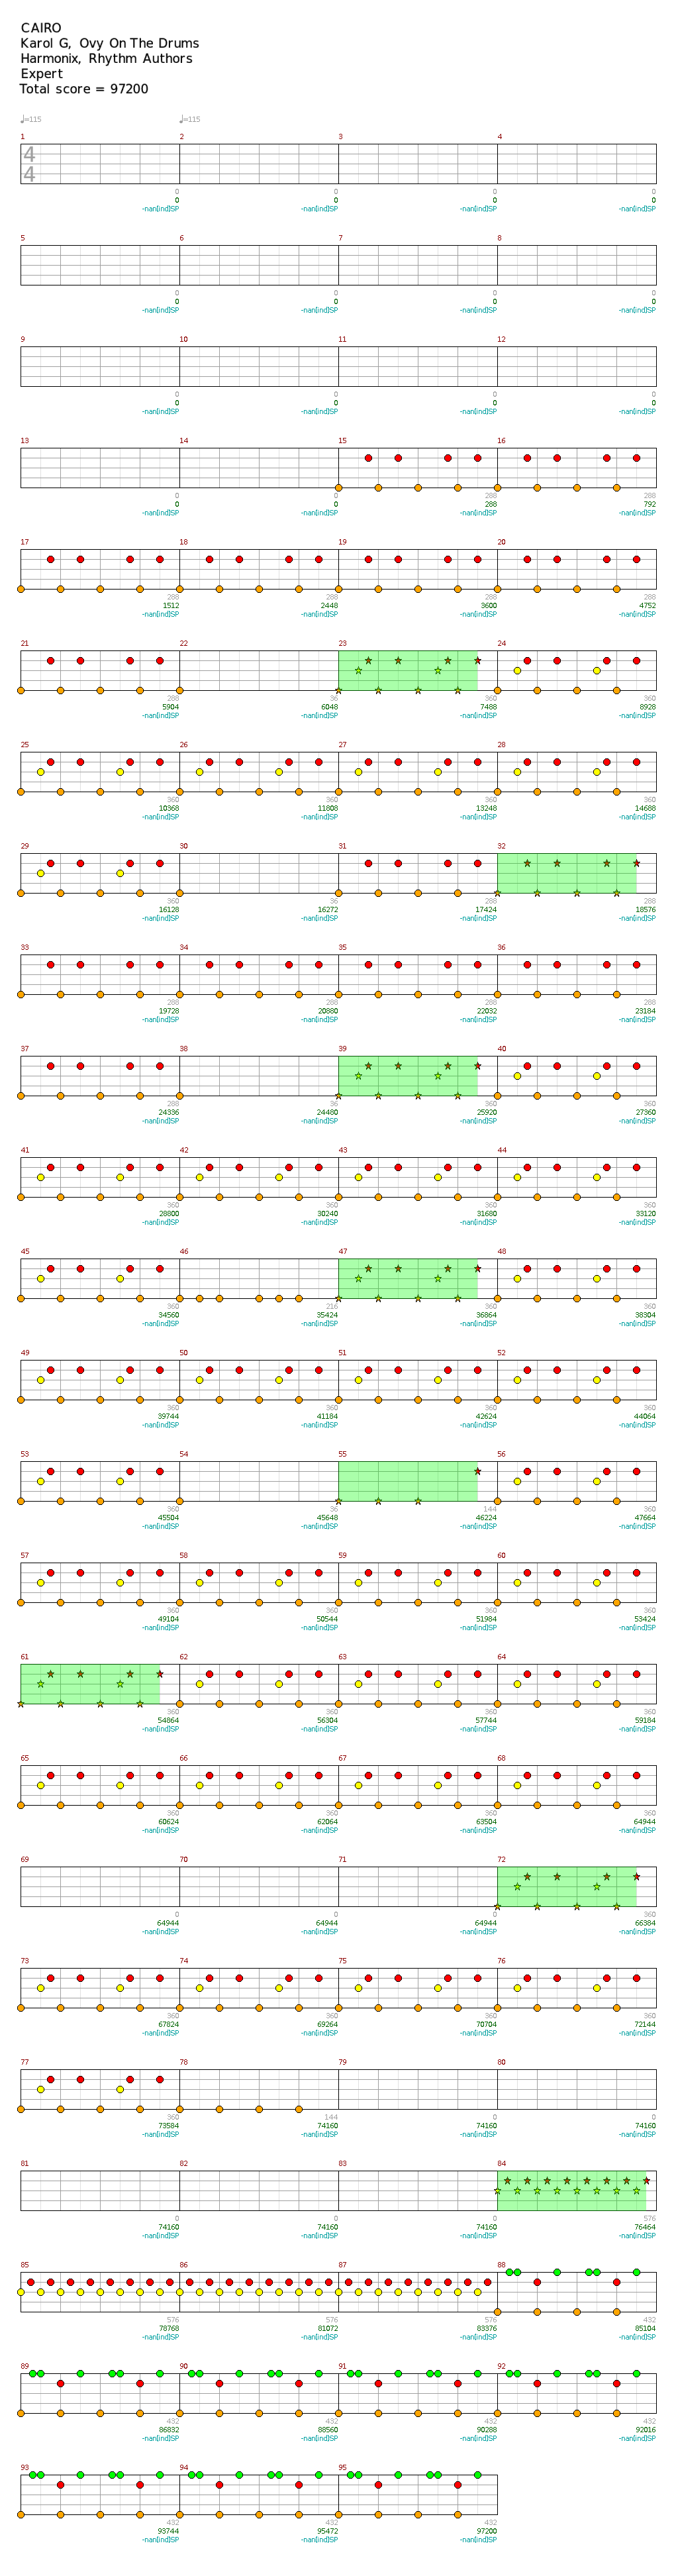 CAIRO
Karol G, Ovy On The Drums
Harmonix, Rhythm Authors
Expert
Total score = 97200
♩=115 ♩=115
1 2 3 4
4
4
0 0 0 0
0 0 0 0
-nan[ind]SP -nan[ind]SP -nan[ind]SP -nan[ind]SP
5 6 7 8
0 0 0 0
0 0 0 0
-nan[ind]SP -nan[ind]SP -nan[ind]SP -nan[ind]SP
9 10 11 12
0 0 0 0
0 0 0 0
-nan[ind]SP -nan[ind]SP -nan[ind]SP -nan[ind]SP
13 14 15 16
0 0 288 288
0 0 288 792
-nan[ind]SP -nan[ind]SP -nan[ind]SP -nan[ind]SP
17 18 19 20
288 288 288 288
1512 2448 3600 4752
-nan[ind]SP -nan[ind]SP -nan[ind]SP -nan[ind]SP
21 22 23 24
288 36 360 360
5904 6048 7488 8928
-nan[ind]SP -nan[ind]SP -nan[ind]SP -nan[ind]SP
25 26 27 28
360 360 360 360
10368 11808 13248 14688
-nan[ind]SP -nan[ind]SP -nan[ind]SP -nan[ind]SP
29 30 31 32
360 36 288 288
16128 16272 17424 18576
-nan[ind]SP -nan[ind]SP -nan[ind]SP -nan[ind]SP
33 34 35 36
288 288 288 288
19728 20880 22032 23184
-nan[ind]SP -nan[ind]SP -nan[ind]SP -nan[ind]SP
37 38 39 40
288 36 360 360
24336 24480 25920 27360
-nan[ind]SP -nan[ind]SP -nan[ind]SP -nan[ind]SP
41 42 43 44
360 360 360 360
28800 30240 31680 33120
-nan[ind]SP -nan[ind]SP -nan[ind]SP -nan[ind]SP
45 46 47 48
360 216 360 360
34560 35424 36864 38304
-nan[ind]SP -nan[ind]SP -nan[ind]SP -nan[ind]SP
49 50 51 52
360 360 360 360
39744 41184 42624 44064
-nan[ind]SP -nan[ind]SP -nan[ind]SP -nan[ind]SP
53 54 55 56
360 36 144 360
45504 45648 46224 47664
-nan[ind]SP -nan[ind]SP -nan[ind]SP -nan[ind]SP
57 58 59 60
360 360 360 360
49104 50544 51984 53424
-nan[ind]SP -nan[ind]SP -nan[ind]SP -nan[ind]SP
61 62 63 64
360 360 360 360
54864 56304 57744 59184
-nan[ind]SP -nan[ind]SP -nan[ind]SP -nan[ind]SP
65 66 67 68
360 360 360 360
60624 62064 63504 64944
-nan[ind]SP -nan[ind]SP -nan[ind]SP -nan[ind]SP
69 70 71 72
0 0 0 360
64944 64944 64944 66384
-nan[ind]SP -nan[ind]SP -nan[ind]SP -nan[ind]SP
73 74 75 76
360 360 360 360
67824 69264 70704 72144
-nan[ind]SP -nan[ind]SP -nan[ind]SP -nan[ind]SP
77 78 79 80
360 144 0 0
73584 74160 74160 74160
-nan[ind]SP -nan[ind]SP -nan[ind]SP -nan[ind]SP
81 82 83 84
0 0 0 576
74160 74160 74160 76464
-nan[ind]SP -nan[ind]SP -nan[ind]SP -nan[ind]SP
85 86 87 88
576 576 576 432
78768 81072 83376 85104
-nan[ind]SP -nan[ind]SP -nan[ind]SP -nan[ind]SP
89 90 91 92
432 432 432 432
86832 88560 90288 92016
-nan[ind]SP -nan[ind]SP -nan[ind]SP -nan[ind]SP
93 94 95
432 432 432
93744 95472 97200
-nan[ind]SP -nan[ind]SP -nan[ind]SP